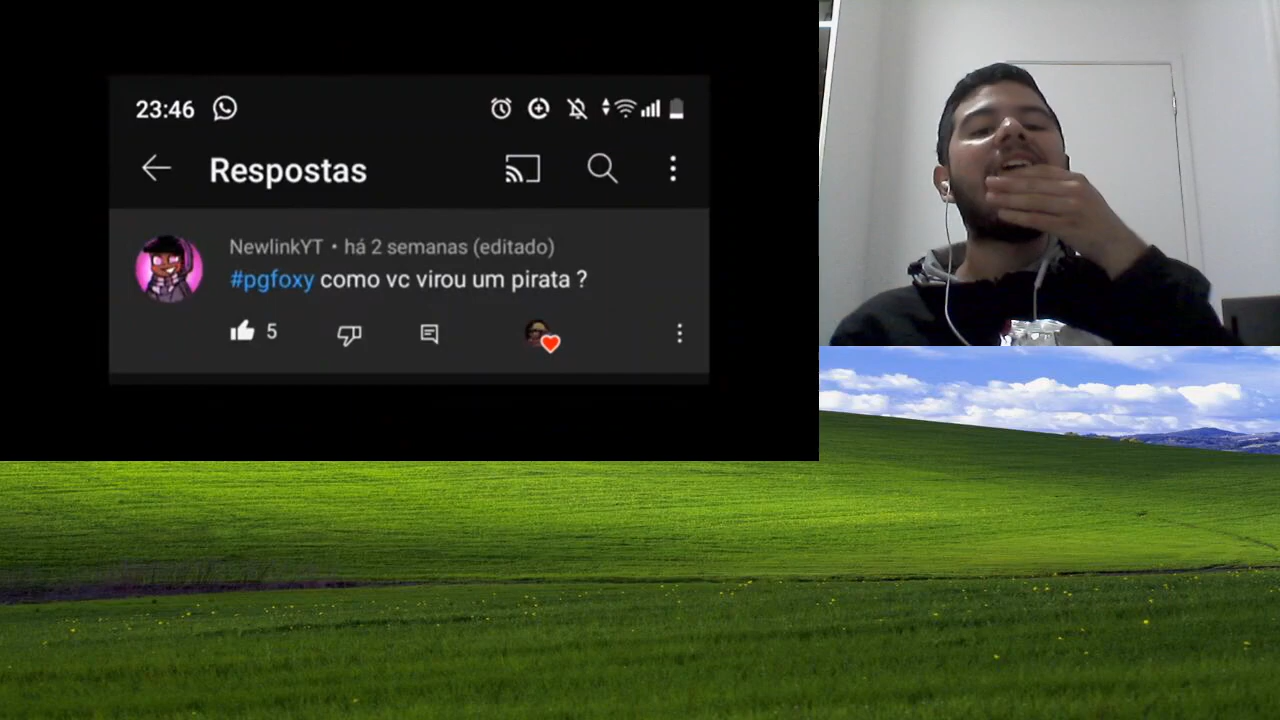 23:46
Respostas
NewlinkYT • há 2 semanas (editado)
#pgfoxy como vc virou um pirata ?
5